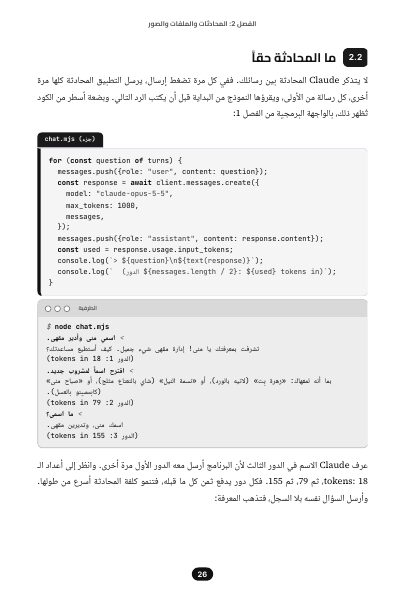 الفصل 2: المحادثات والملفات والصور
2.2 ما المحادثة حقاً
لا يتذكر Claude المحادثة بين رسائلك. ففي كل مرة تضغط إرسال، يرسل التطبيق المحادثة كلها مرة
أخرى، كل رسالة من الأولى، ويقرؤها النموذج من البداية قبل أن يكتب الرد التالي. وبضعة أسطر من الكود
تُظهر ذلك، بالواجهة البرمجية من الفصل 1:
chat.mjs (جزء)
for (const question of turns) {
messages.push({role: "user", content: question});
const response = await client.messages.create({
model: "claude-opus-5-5",
max_tokens: 1000,
messages,
});
messages.push({role: "assistant", content: response.content});
const used = response.usage.input_tokens;
console.log(`> ${question}\n${text(response)}`);
console.log(`  (الدور ${messages.length / 2}: ${used} tokens in)`);
}
الطرفية
$ node chat.mjs
> اسمي منى وأدير مقهى.
تشرفت بمعرفتك يا منى! إدارة مقهى شيء جميل. كيف أستطيع مساعدتك؟
(الدور 1: 18 tokens in)
> اقترح اسماً لمشروب جديد.
بما أنه لمقهاك: «زهرة بِت» (لاتيه بالورد)، أو «نسمة النيل» (شاي بالنعناع مثلج)، أو «صباح منى»
(كابتشينو بالعسل).
(الدور 2: 79 tokens in)
> ما اسمي؟
اسمك منى، وتديرين مقهى.
(الدور 3: 155 tokens in)
عرف Claude الاسم في الدور الثالث لأن البرنامج أرسل معه الدور الأول مرة أخرى. وانظر إلى أعداد الـ
tokens: 18، ثم 79، ثم 155. فكل دور يدفع ثمن كل ما قبله، فتنمو كلفة المحادثة أسرع من طولها.
وأرسل السؤال نفسه بلا السجل، فتذهب المعرفة:
26